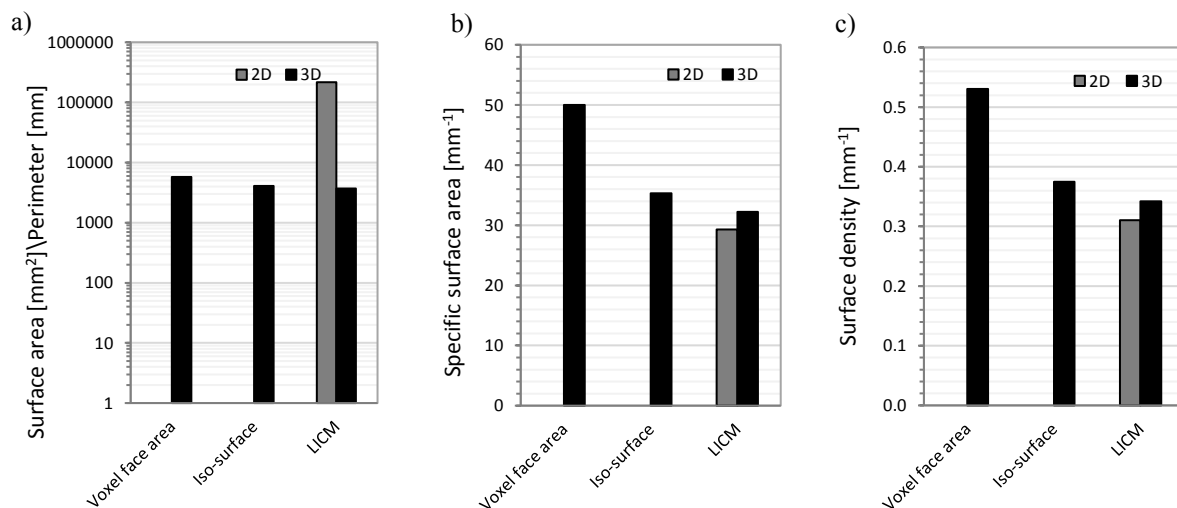 a)
Surface area [mm²]\Perimeter [mm]
1000000
100000
10000
1000
100
10
1
2D 3D
Voxel face area
Iso-surface
LICM
b)
Specific surface area [mm⁻¹]
60
50
40
30
20
10
0
2D 3D
Voxel face area
Iso-surface
LICM
c)
Surface density [mm⁻¹]
0.6
0.5
0.4
0.3
0.2
0.1
0.0
2D 3D
Voxel face area
Iso-surface
LICM